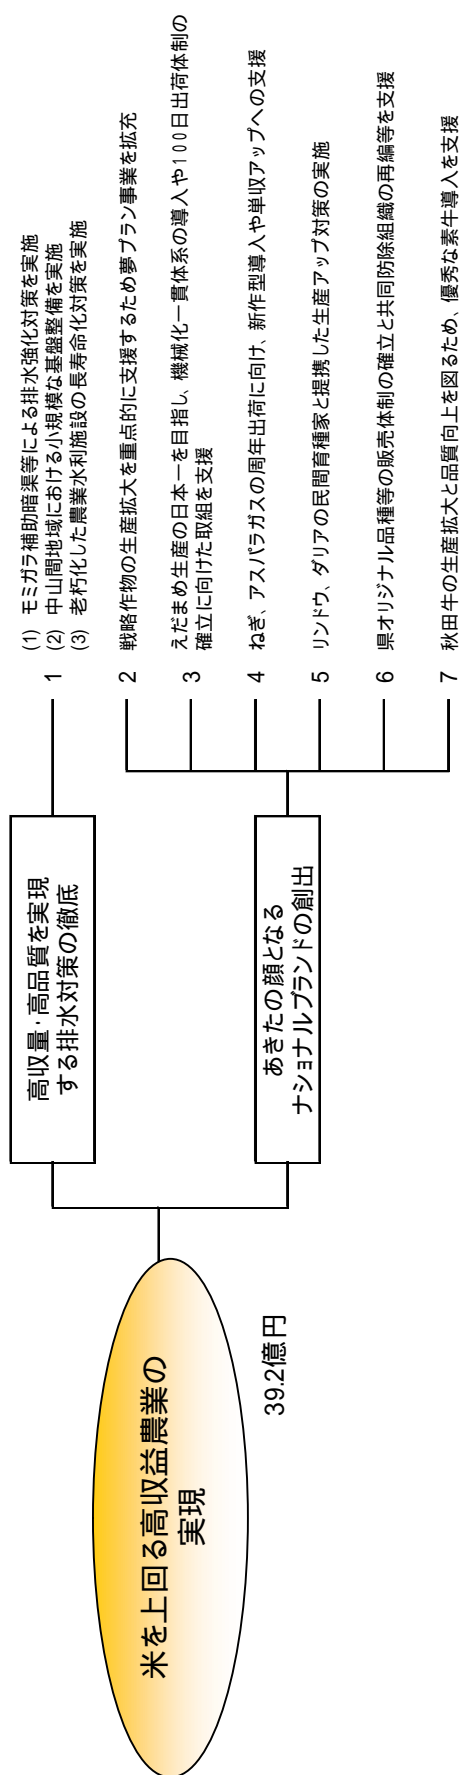 米を上回る高収益農業の
実現
39.2億円
高収量・高品質を実現
する排水対策の徹底
1
(1) モミガラ補助暗渠等による排水強化対策を実施
(2) 中山間地域における小規模な基盤整備を実施
(3) 老朽化した農業水利施設の長寿命化対策を実施
あきたの顔となる
ナショナルブランドの創出
2 戦略作物の生産拡大を重点的に支援するため夢プラン事業を拡充
3 えだまめ生産の日本一を目指し、機械化一貫体系の導入や100日出荷体制の
確立に向けた取組を支援
4 ねぎ、アスパラガスの周年出荷に向け、新作型導入や単収アップへの支援
5 リンドウ、ダリアの民間育種家と提携した生産アップ対策の実施
6 県オリジナル品種等の販売体制の確立と共同防除組織の再編等を支援
7 秋田牛の生産拡大と品質向上を図るため、優秀な素牛導入を支援